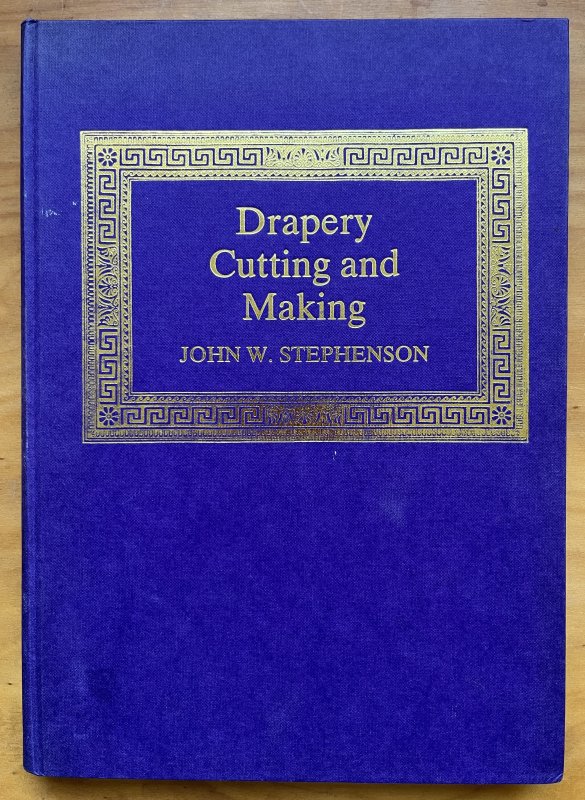 Drapery
Cutting and
Making
JOHN W. STEPHENSON